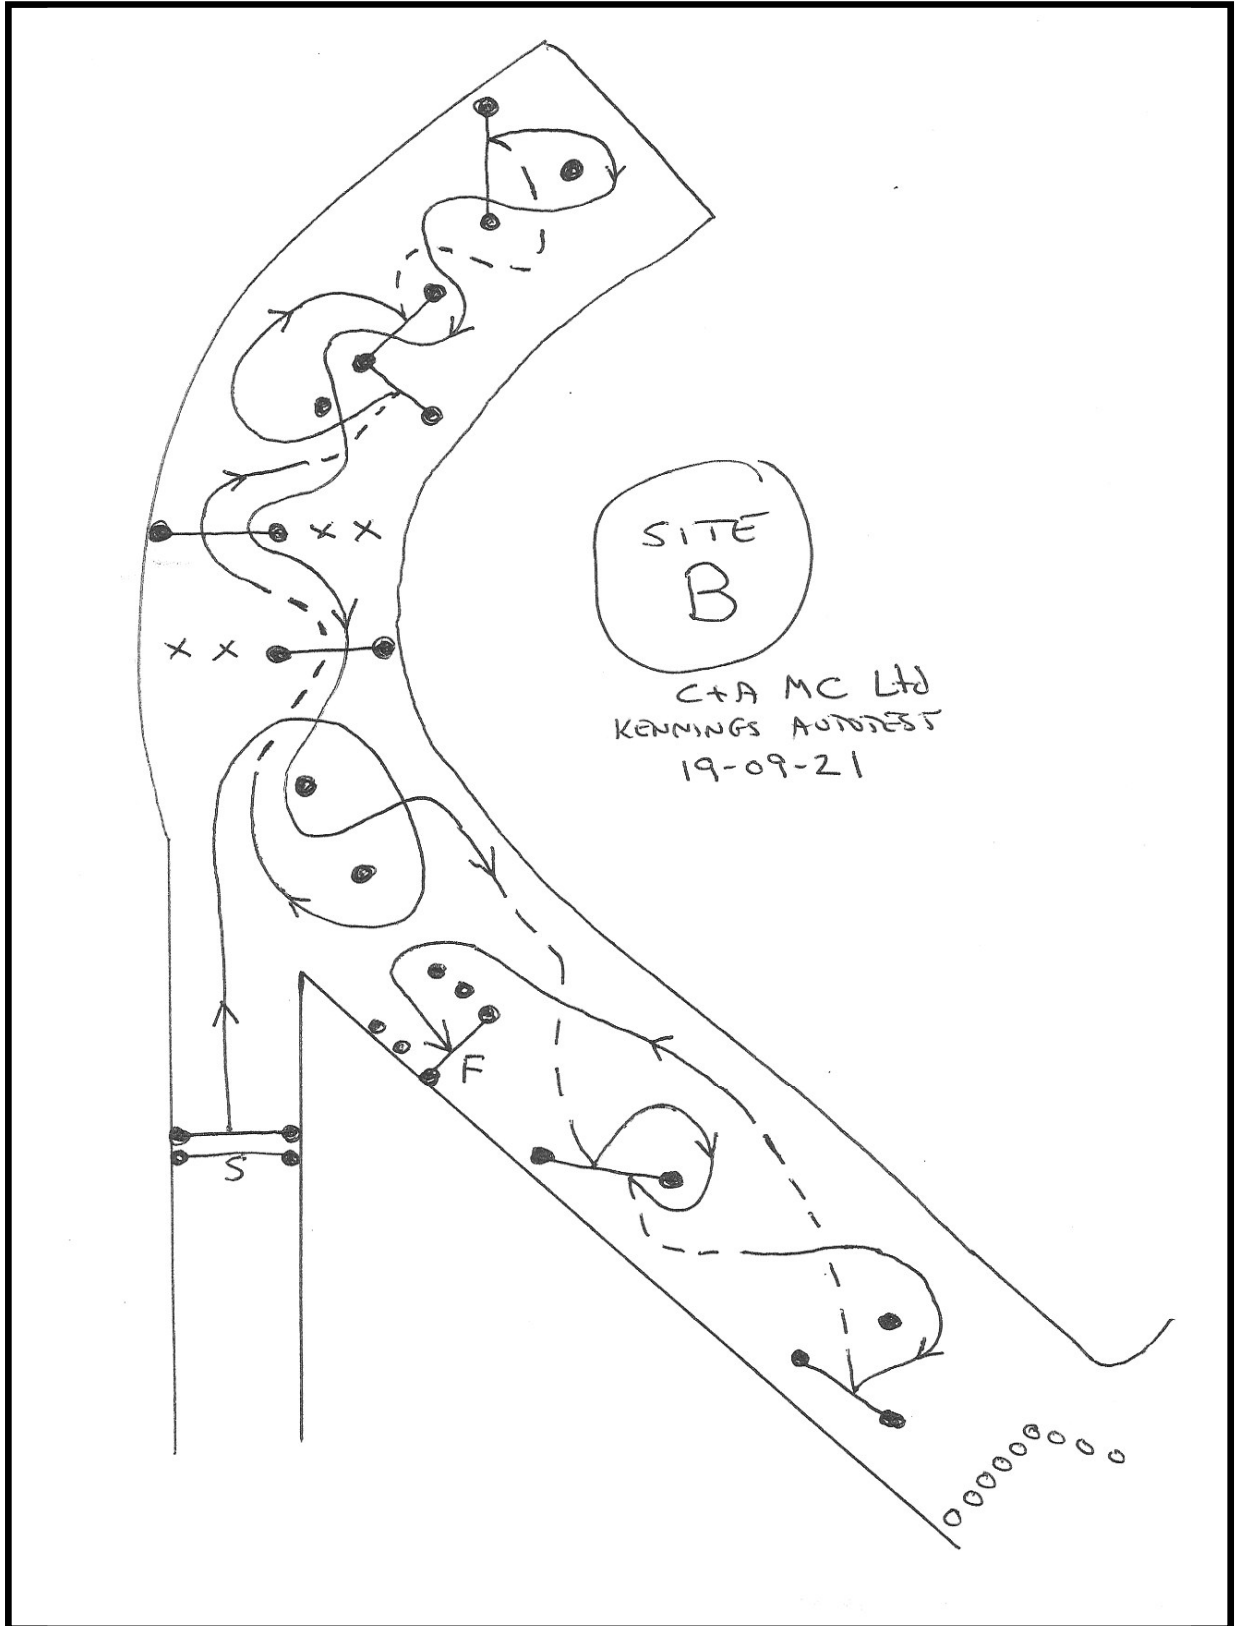 SITE
B
C+A MC Ltd
KENNINGS AUTOTEST
19-09-21
x x
x x
F
S